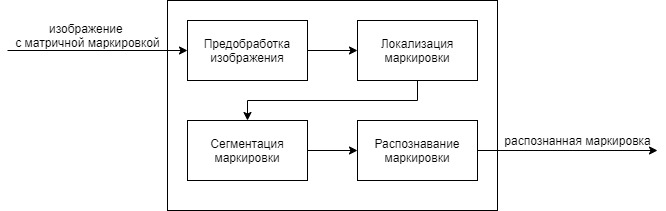 изображение
с матричной маркировкой
Предобработка
изображения
Локализация
маркировки
Сегментация
маркировки
Распознавание
маркировки
распознанная маркировка